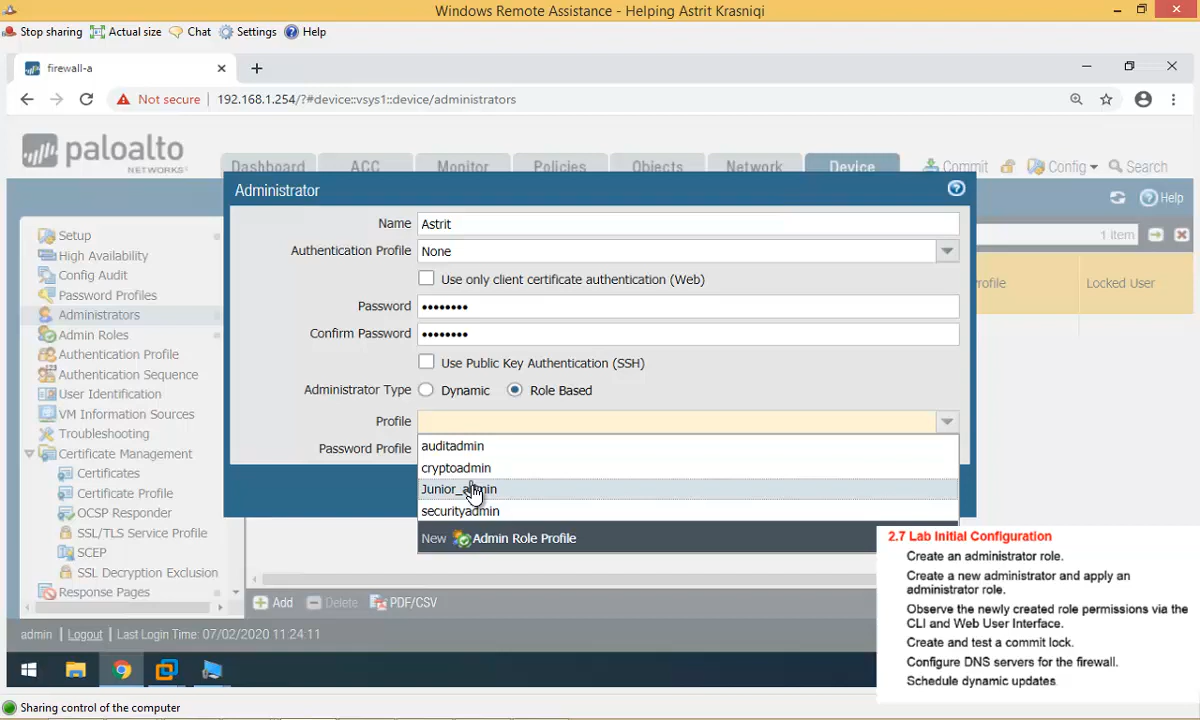 Windows Remote Assistance - Helping Astrit Krasniqi
Stop sharing Actual size Chat Settings Help
firewall-a
Not secure 192.168.1.254/?#device::vsys1::device/administrators
paloalto
NETWORKS
Dashboard ACC Monitor Policies Objects Network Device Commit Config Search
Administrator
Help
Name Astrit
Authentication Profile None
Use only client certificate authentication (Web)
Password ••••••••
Confirm Password ••••••••
Use Public Key Authentication (SSH)
Administrator Type Dynamic Role Based
Profile
Password Profile
auditadmin
cryptoadmin
Junior_admin
securityadmin
New Admin Role Profile
1 item
rofile Locked User
Setup
High Availability
Config Audit
Password Profiles
Administrators
Admin Roles
Authentication Profile
Authentication Sequence
User Identification
VM Information Sources
Troubleshooting
Certificate Management
Certificates
Certificate Profile
OCSP Responder
SSL/TLS Service Profile
SCEP
SSL Decryption Exclusion
Response Pages
Add Delete PDF/CSV
admin | Logout | Last Login Time: 07/02/2020 11:24:11
2.7 Lab Initial Configuration
Create an administrator role.
Create a new administrator and apply an
administrator role.
Observe the newly created role permissions via the
CLI and Web User Interface.
Create and test a commit lock.
Configure DNS servers for the firewall.
Schedule dynamic updates.
Sharing control of the computer